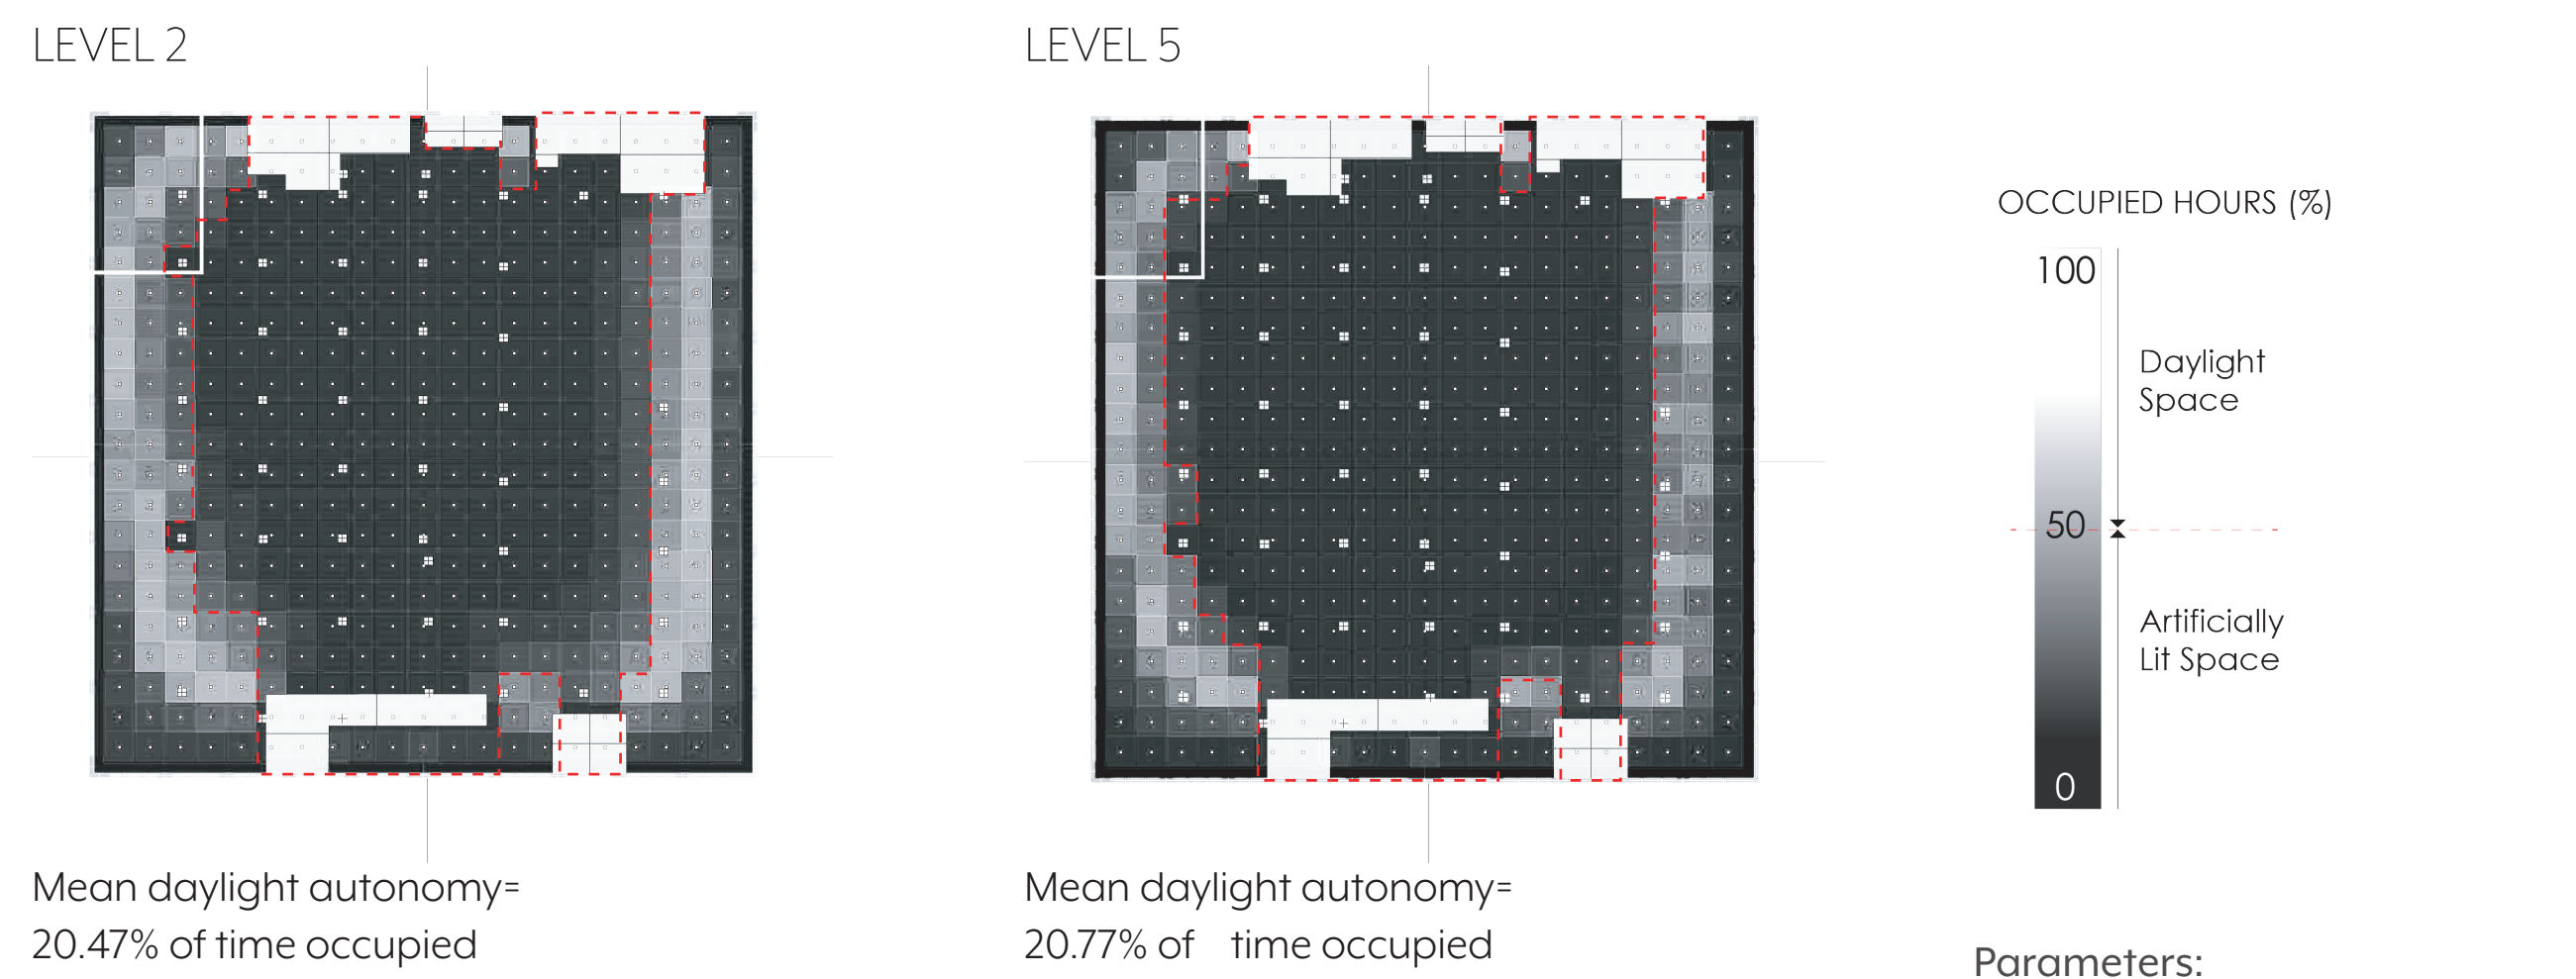 LEVEL 2
LEVEL 5
OCCUPIED HOURS (%)
100
Daylight
Space
50
Artificially
Lit Space
0
Mean daylight autonomy=
20.47% of time occupied
Mean daylight autonomy=
20.77% of time occupied
Parameters: